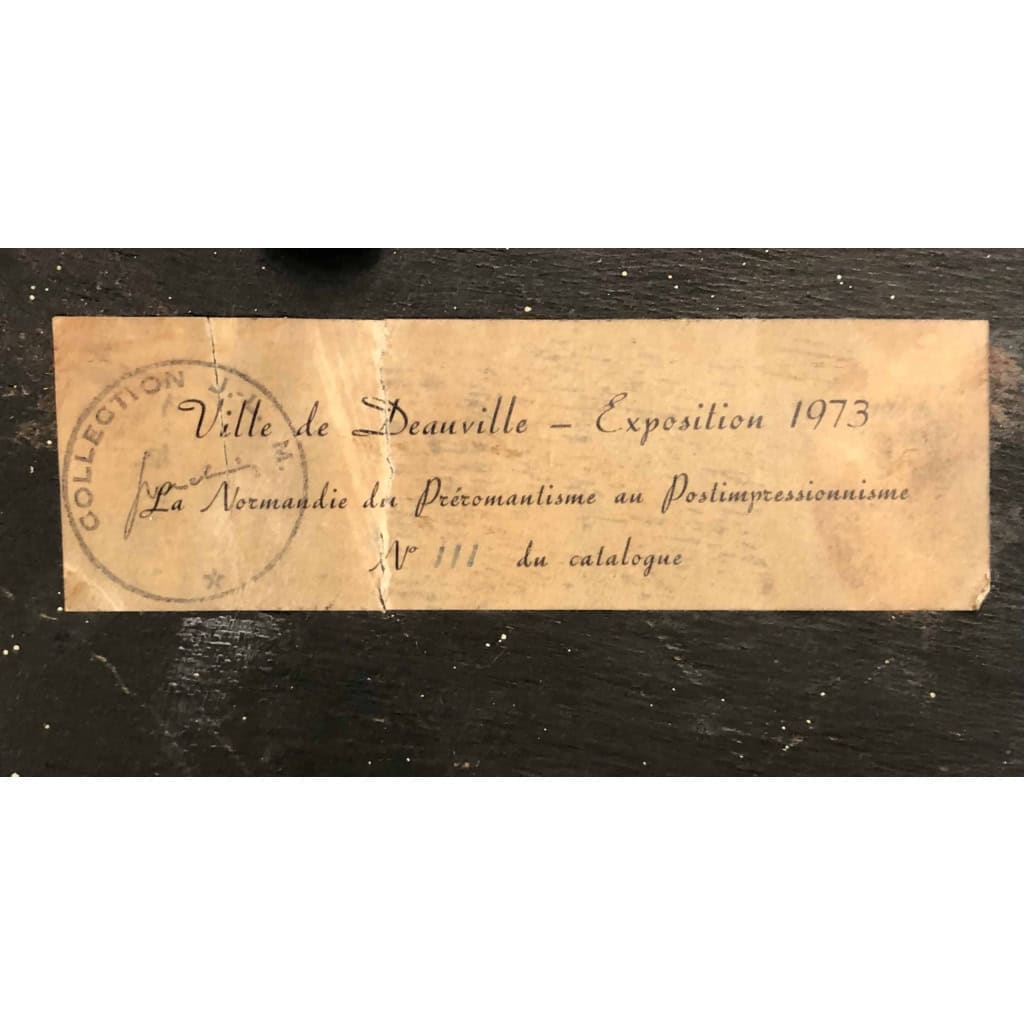 COLLECTION J. M.
Ville de Deauville – Exposition 1973
La Normandie du Préromantisme au Postimpressionnisme
N° 111 du catalogue